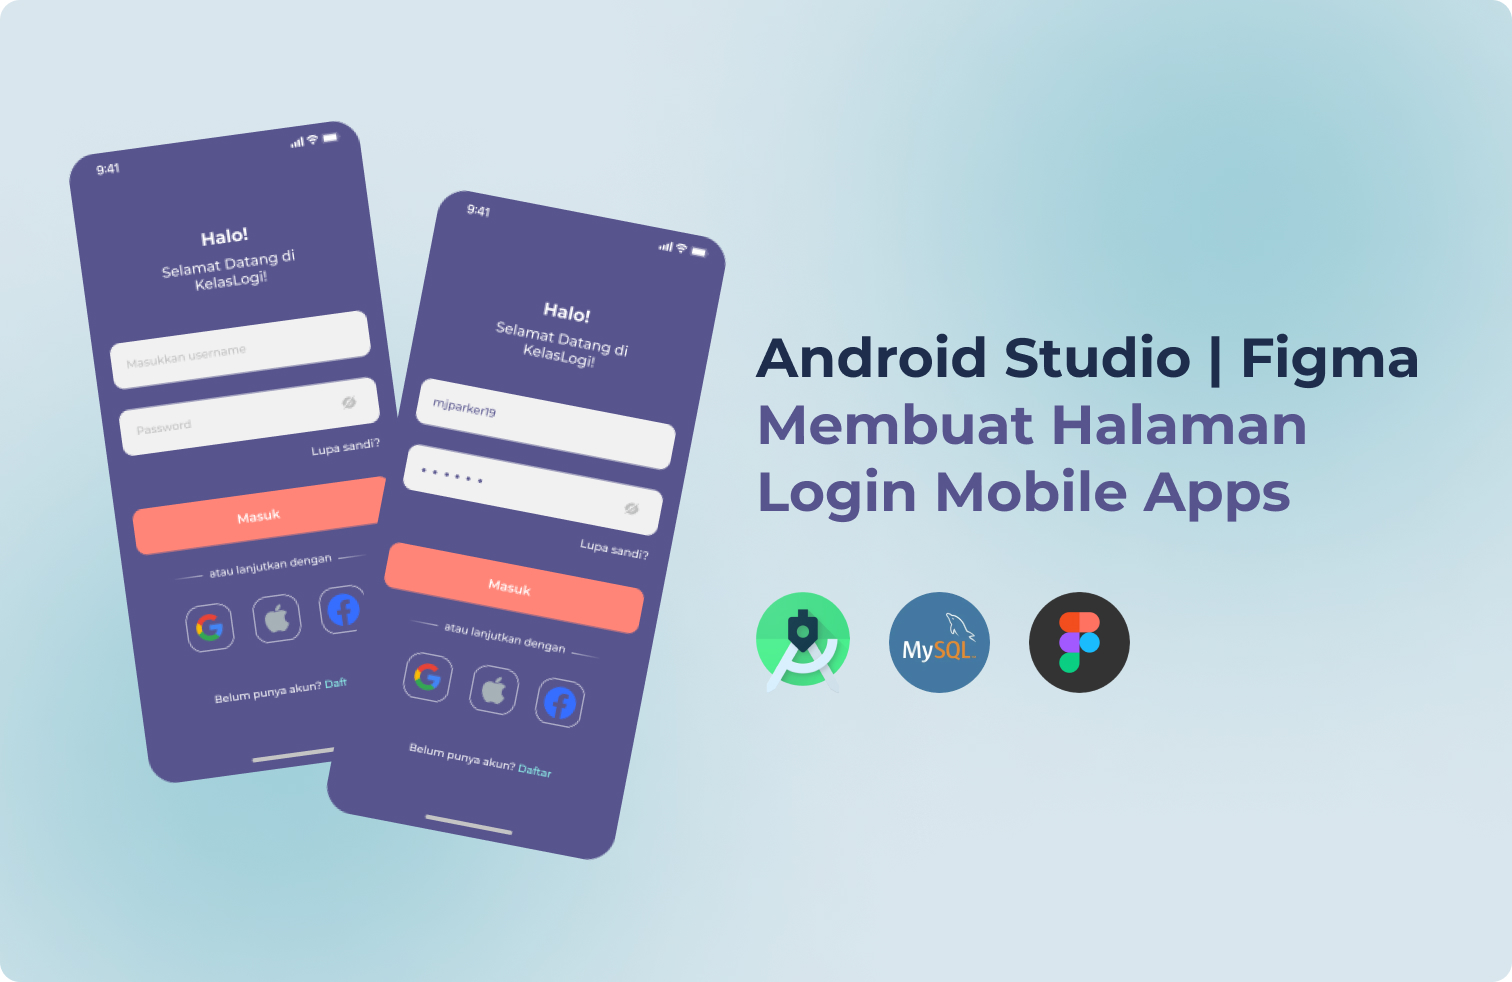 9:41
Halo!
Selamat Datang di
KelasLogi!
Masukkan username
Password
Lupa sandi?
Masuk
atau lanjutkan dengan
Belum punya akun? Daft
9:41
Halo!
Selamat Datang di
KelasLogi!
mjparker19
Lupa sandi?
Masuk
atau lanjutkan dengan
Belum punya akun? Daftar
Android Studio | Figma
Membuat Halaman
Login Mobile Apps
MySQL